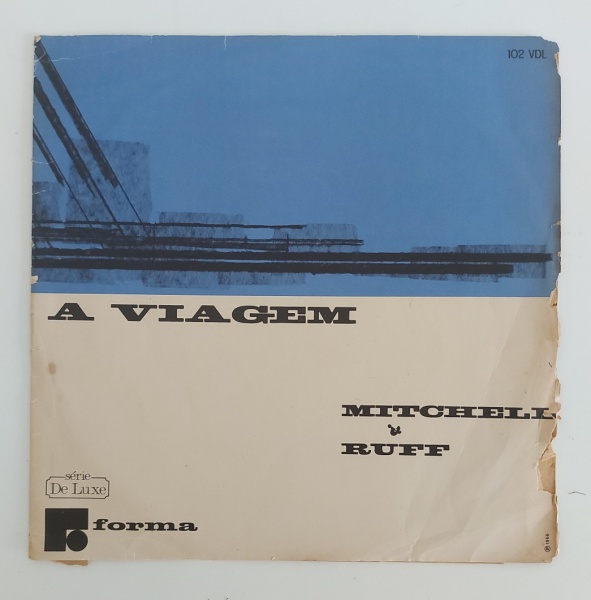 102 VDL
A VIAGEM
MITCHELL
&
RUFF
série
De Luxe
forma